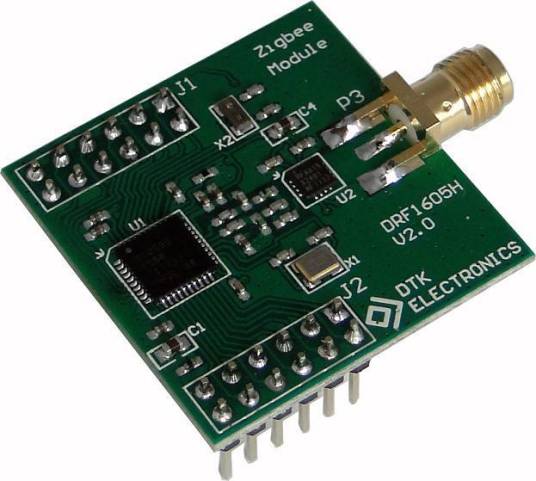 Zigbee
Module
J1
C4
P3
X2
U2
U1
DRF1605H
V2.0
X1
J2
DTK
ELECTRONICS
C1